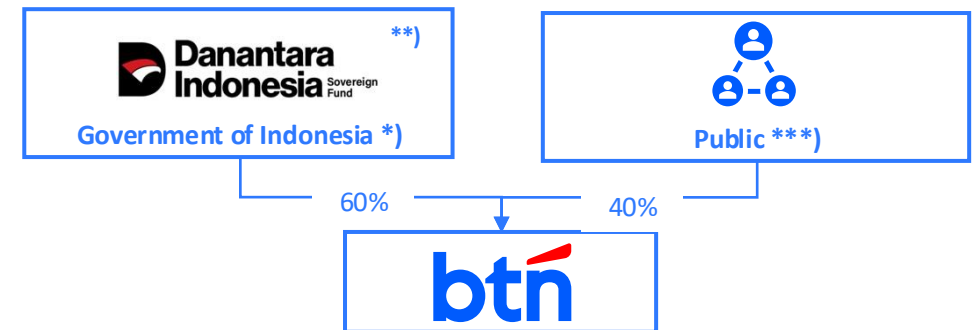 **)
Danantara
Indonesia Sovereign Fund
Government of Indonesia *)
Public ***)
60%
40%
btn